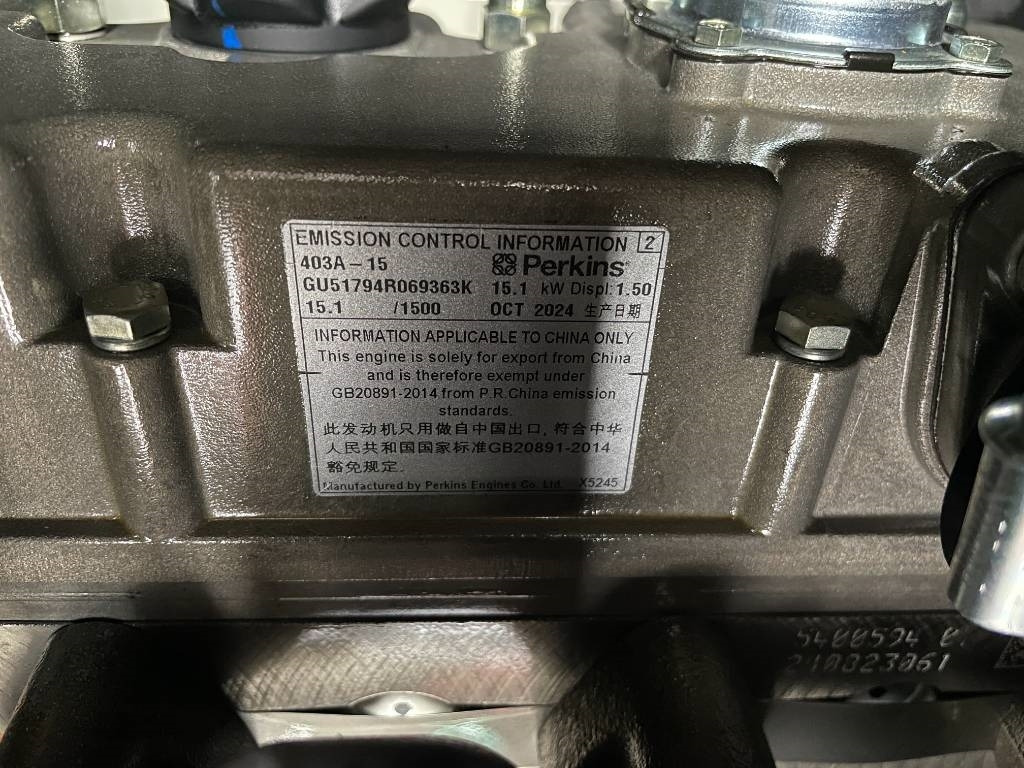 EMISSION CONTROL INFORMATION 2
403A - 15 Perkins
GU51794R069363K 15.1 kW Displ: 1.50
15.1 /1500 OCT 2024 生产日期
INFORMATION APPLICABLE TO CHINA ONLY
This engine is solely for export from China
and is therefore exempt under
GB20891-2014 from P.R.China emission
standards.
此发动机只用做自中国出口, 符合中华
人民共和国国家标准GB20891-2014
豁免规定.
Manufactured by Perkins Engines Co. Ltd. X5245
5400594
210823061